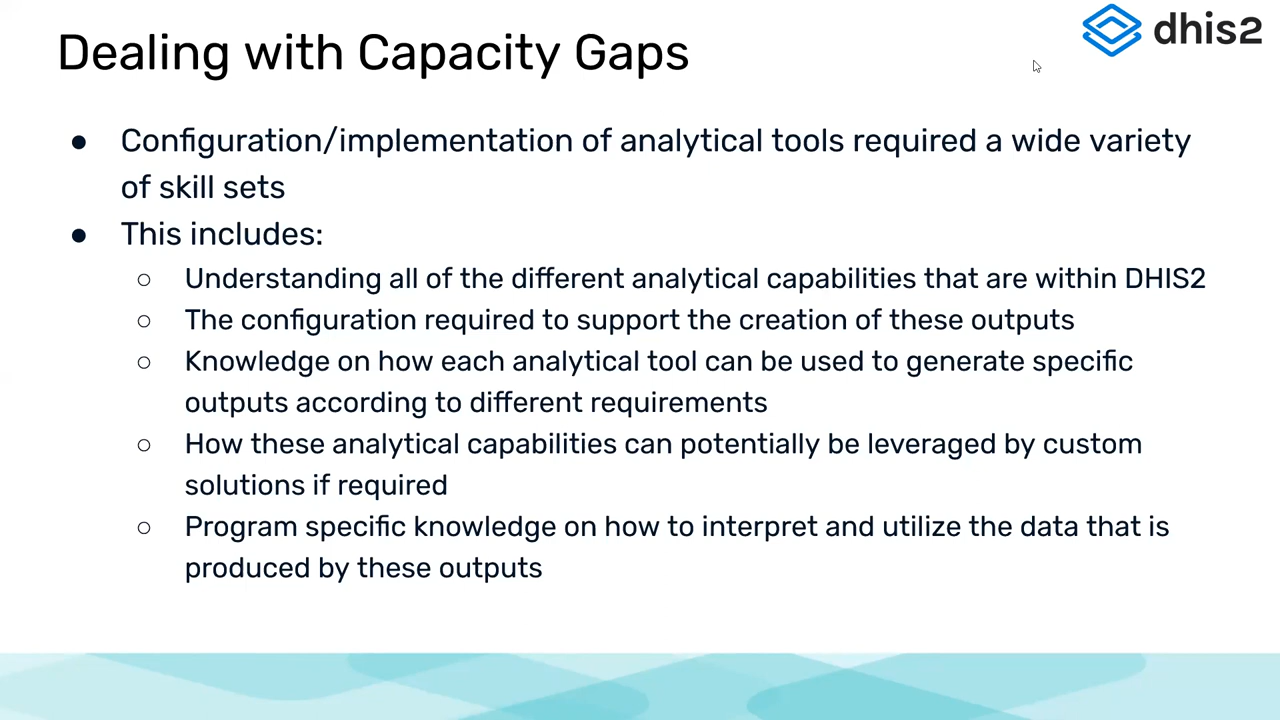 Dealing with Capacity Gaps
dhis2
● Configuration/implementation of analytical tools required a wide variety
of skill sets
● This includes:
○ Understanding all of the different analytical capabilities that are within DHIS2
○ The configuration required to support the creation of these outputs
○ Knowledge on how each analytical tool can be used to generate specific
outputs according to different requirements
○ How these analytical capabilities can potentially be leveraged by custom
solutions if required
○ Program specific knowledge on how to interpret and utilize the data that is
produced by these outputs